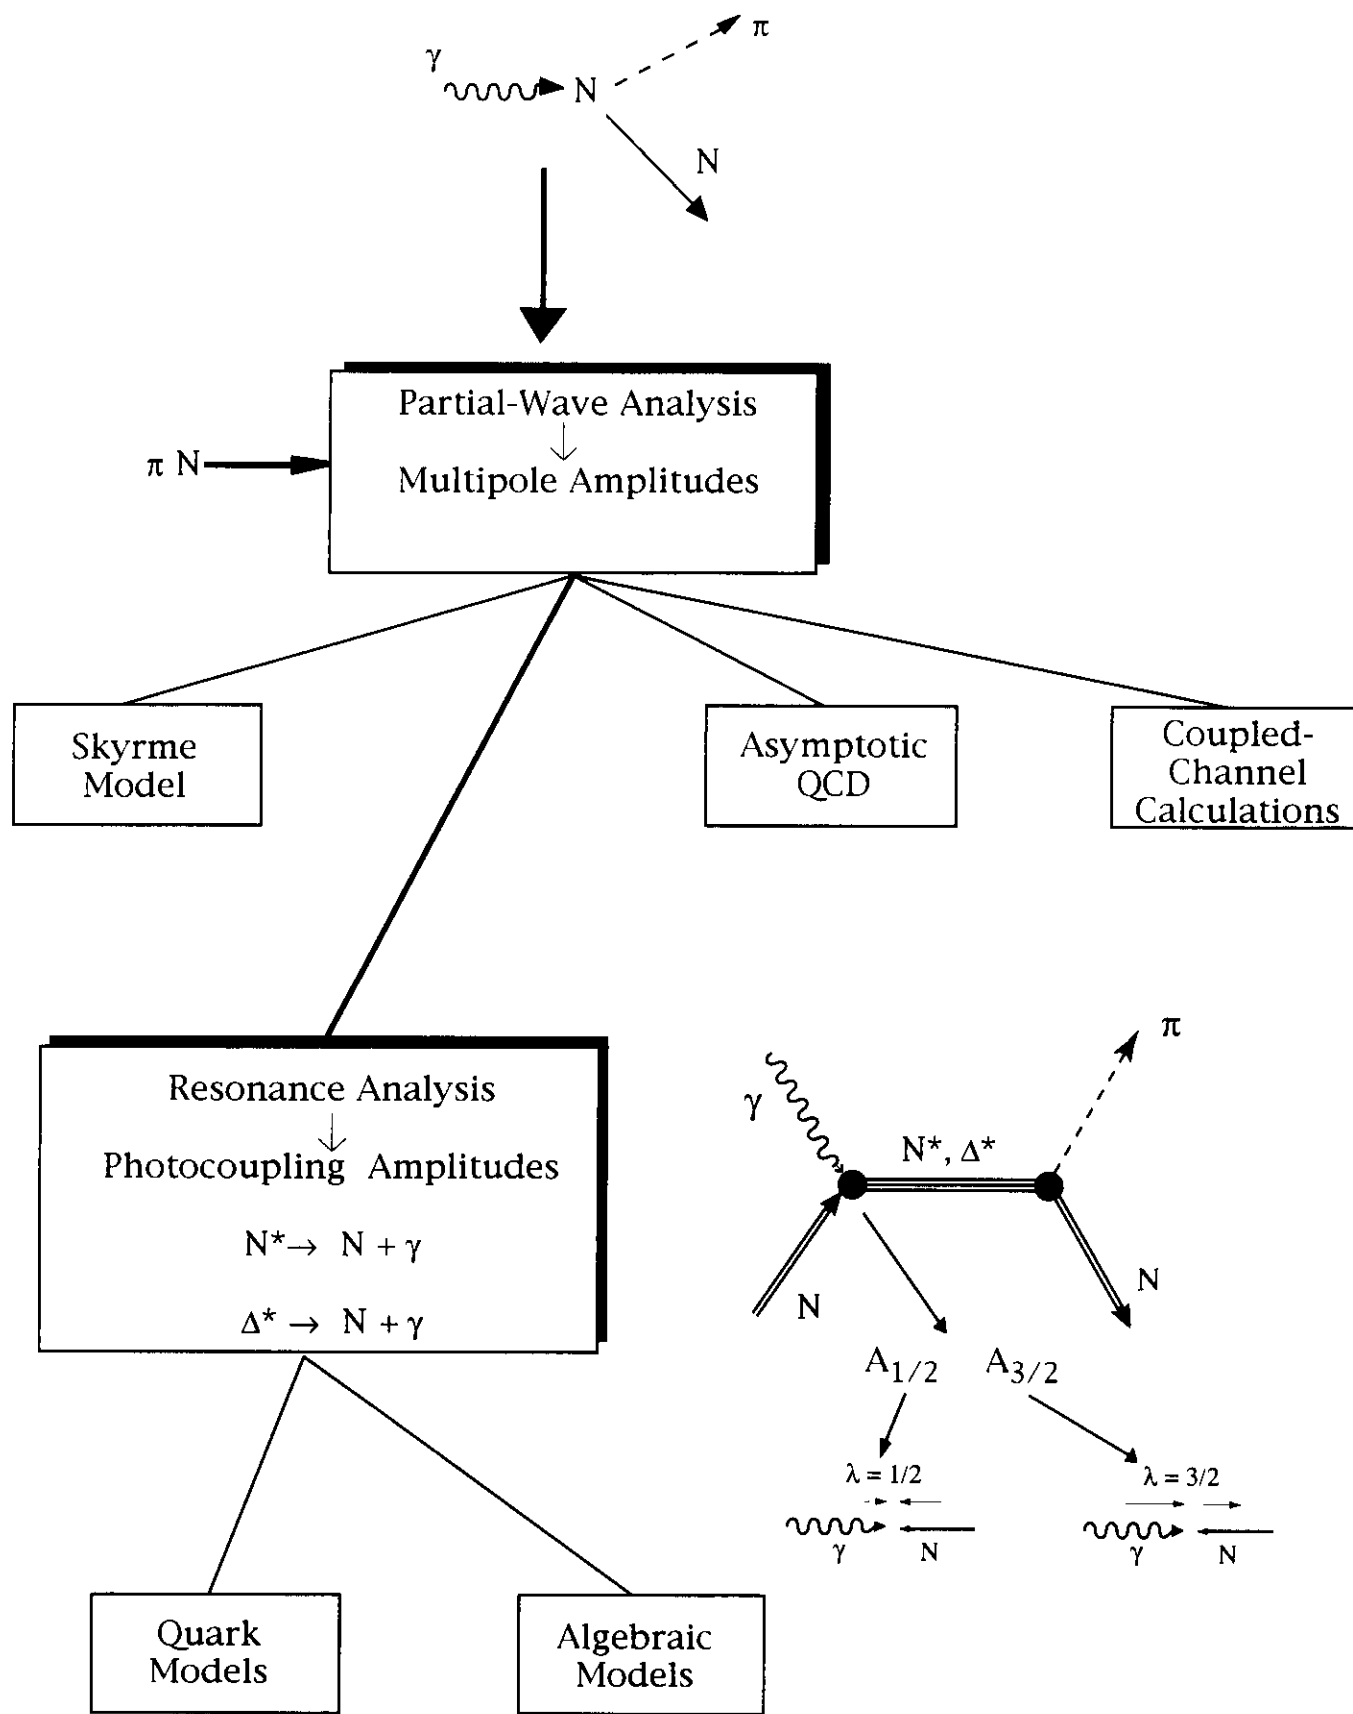 π
γ
N
N
Partial-Wave Analysis
↓
π N
Multipole Amplitudes
Skyrme
Model
Asymptotic
QCD
Coupled-
Channel
Calculations
Resonance Analysis
↓
Photocoupling Amplitudes
N* → N + γ
Δ* → N + γ
π
γ
N*, Δ*
N
N
A1/2 A3/2
λ = 1/2
γ N
λ = 3/2
γ N
Quark
Models
Algebraic
Models